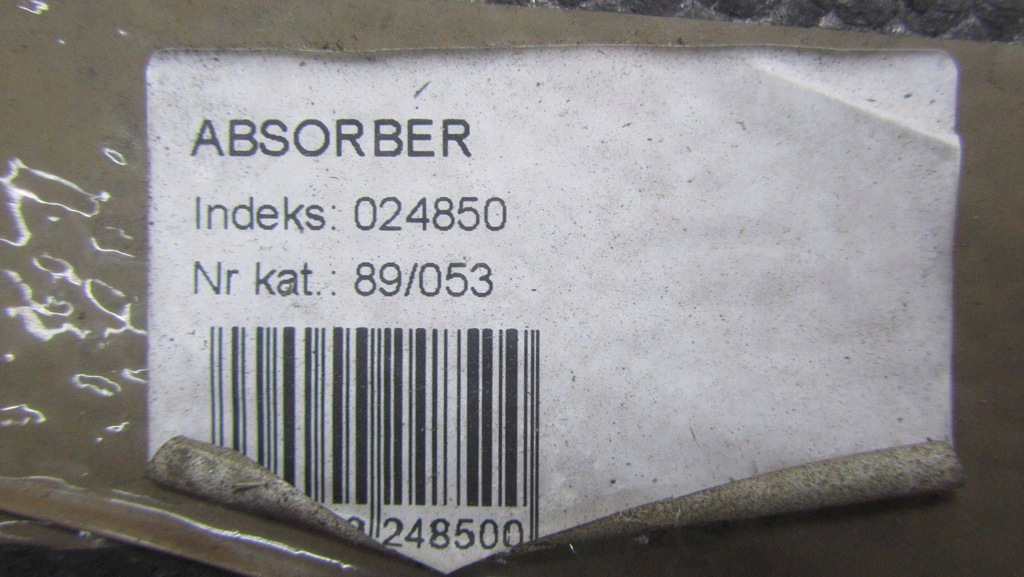 ABSORBER
Indeks: 024850
Nr kat.: 89/053
248500